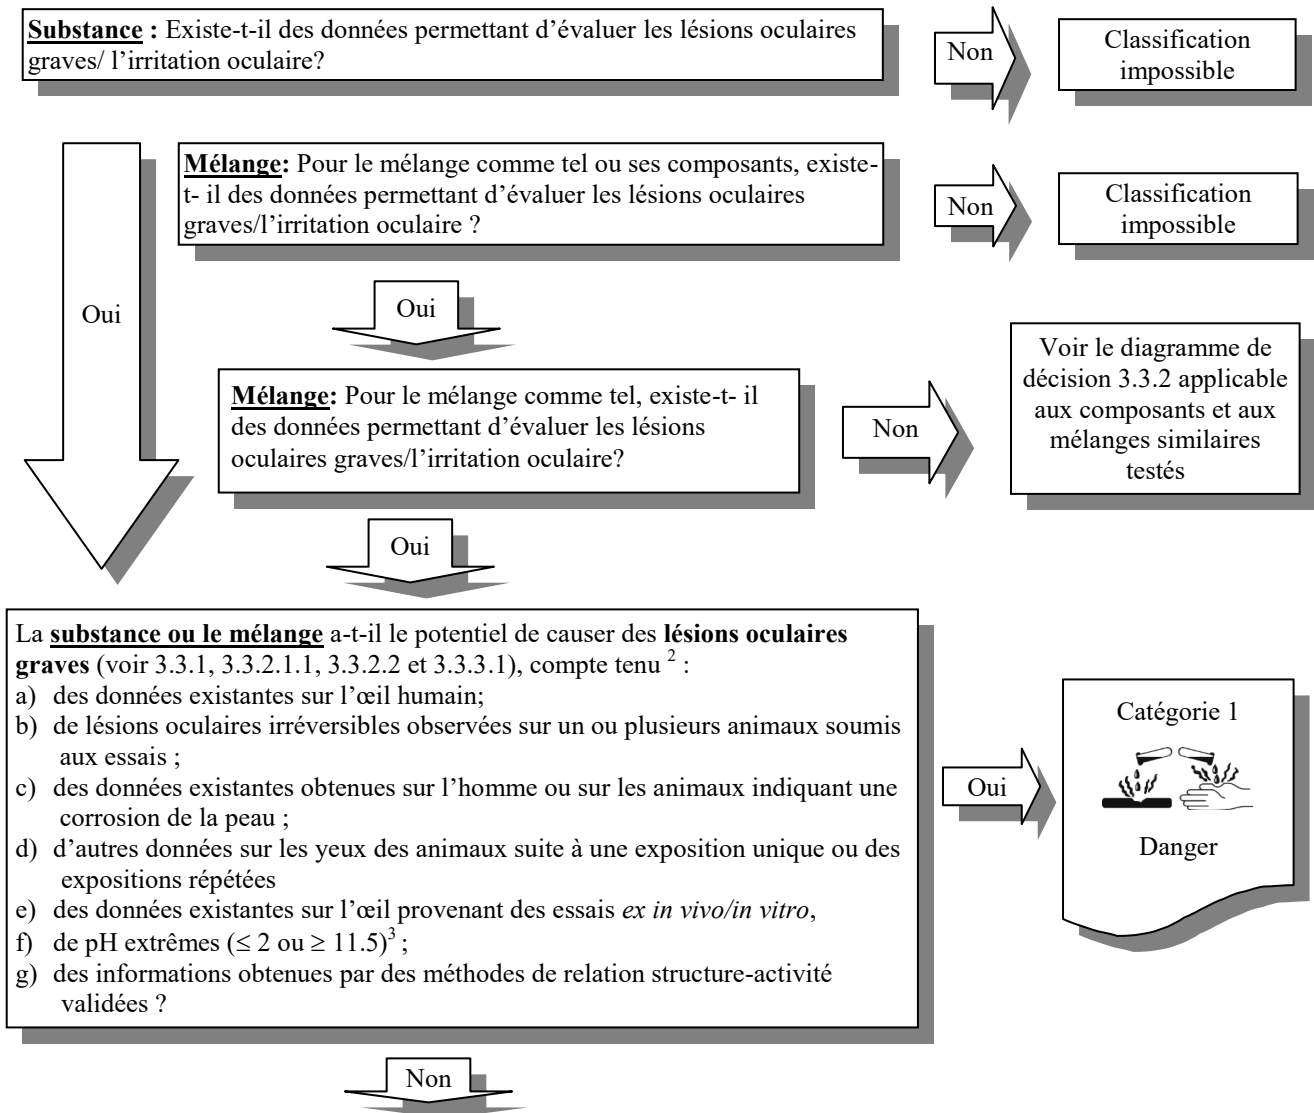 Substance : Existe-t-il des données permettant d'évaluer les lésions oculaires
graves/ l'irritation oculaire?
Non
Classification
impossible
Mélange: Pour le mélange comme tel ou ses composants, existe-
t- il des données permettant d'évaluer les lésions oculaires
graves/l'irritation oculaire ?
Non
Classification
impossible
Oui
Oui
Mélange: Pour le mélange comme tel, existe-t- il
des données permettant d'évaluer les lésions
oculaires graves/l'irritation oculaire?
Non
Voir le diagramme de
décision 3.3.2 applicable
aux composants et aux
mélanges similaires
testés
Oui
La substance ou le mélange a-t-il le potentiel de causer des lésions oculaires
graves (voir 3.3.1, 3.3.2.1.1, 3.3.2.2 et 3.3.3.1), compte tenu ² :
a) des données existantes sur l'œil humain;
b) de lésions oculaires irréversibles observées sur un ou plusieurs animaux soumis
aux essais ;
c) des données existantes obtenues sur l'homme ou sur les animaux indiquant une
corrosion de la peau ;
d) d'autres données sur les yeux des animaux suite à une exposition unique ou des
expositions répétées
e) des données existantes sur l'œil provenant des essais ex in vivo/in vitro,
f) de pH extrêmes (≤ 2 ou ≥ 11.5)³ ;
g) des informations obtenues par des méthodes de relation structure-activité
validées ?
Oui
Catégorie 1
Danger
Non